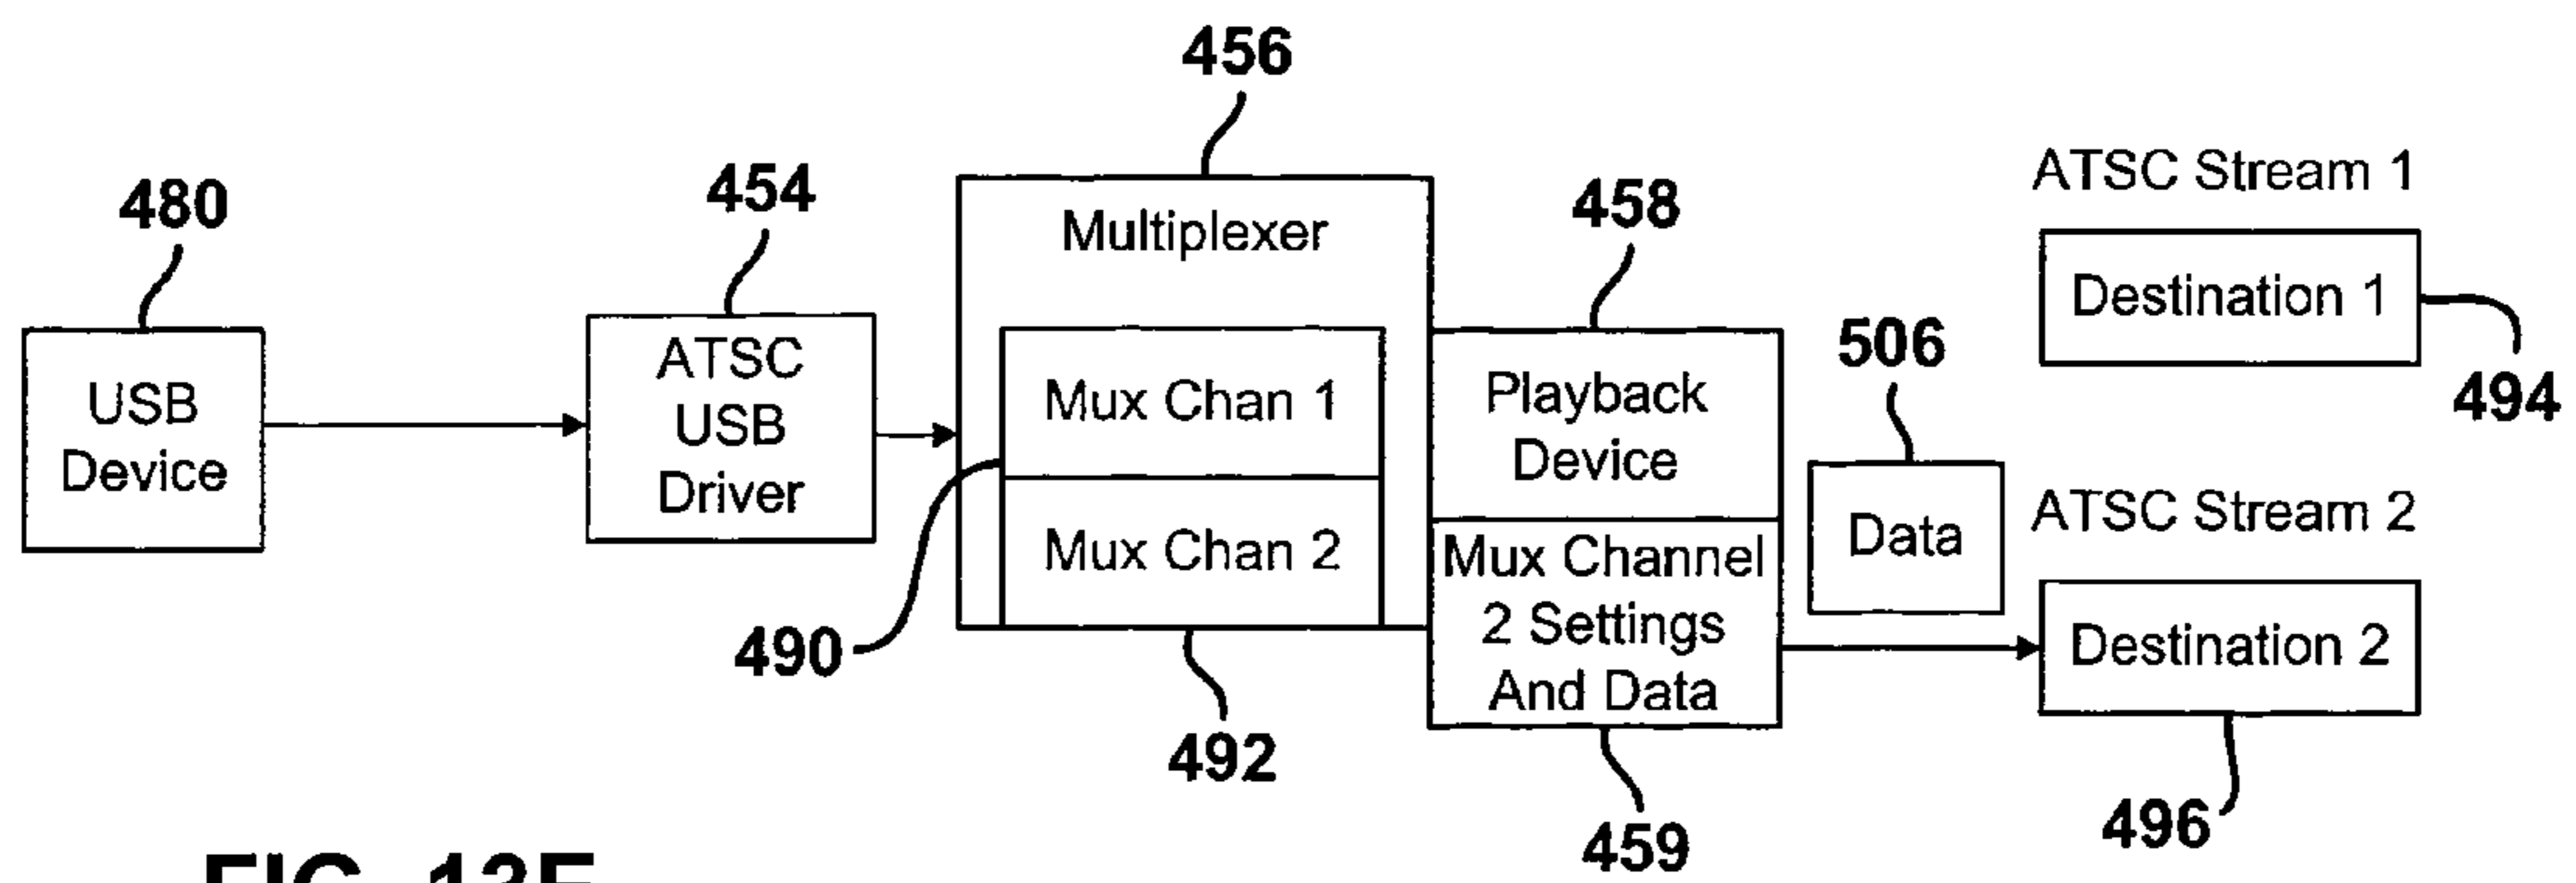 456
480
454
458
ATSC Stream 1
Multiplexer
Destination 1
506
494
USB
Device
ATSC
USB
Driver
Mux Chan 1
Mux Chan 2
Playback
Device
Data
ATSC Stream 2
Mux Channel
2 Settings
And Data
Destination 2
490
492
459
496